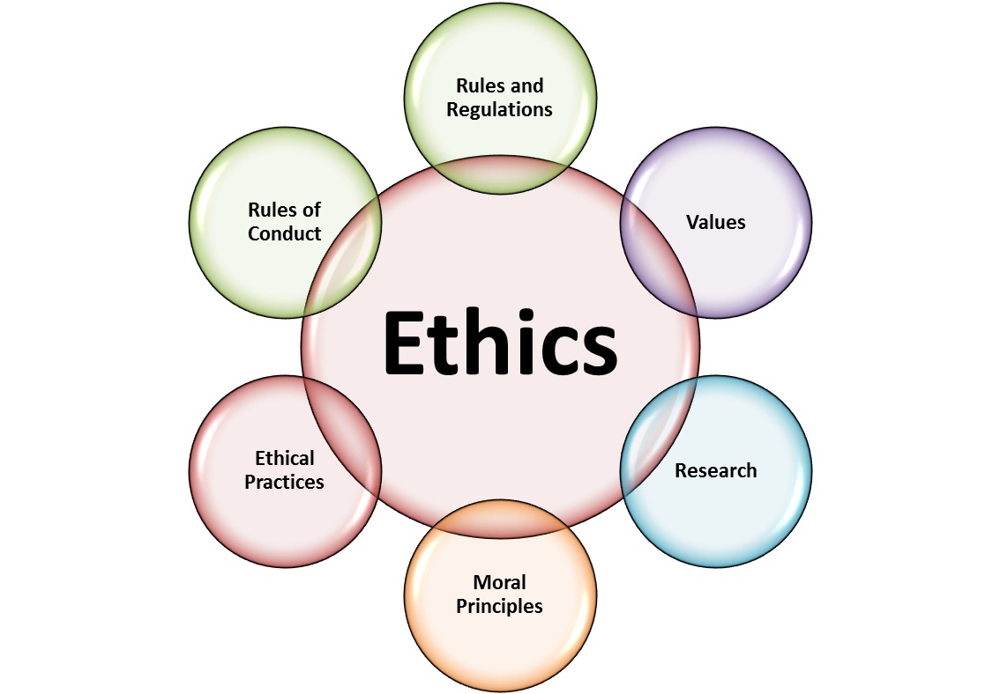 Rules and
Regulations
Rules of
Conduct
Values
Ethics
Ethical
Practices
Research
Moral
Principles